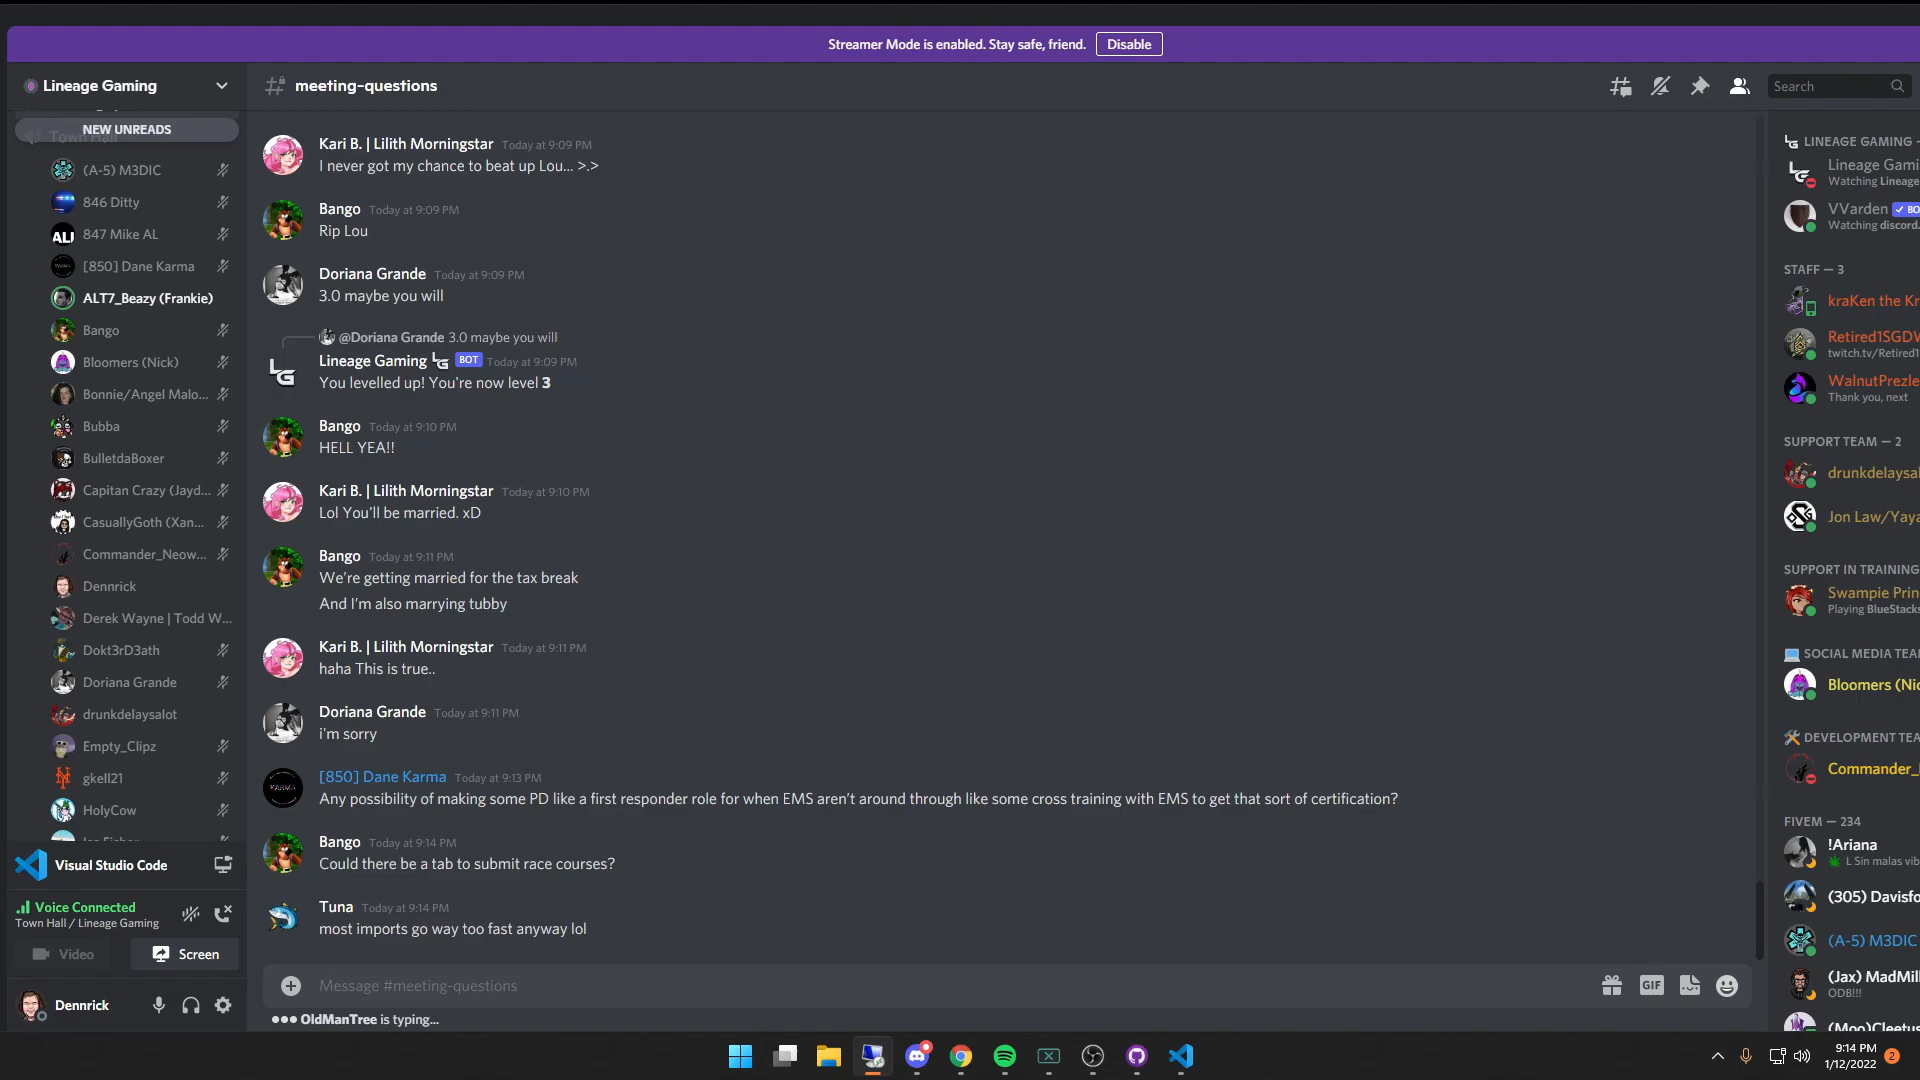 Streamer Mode is enabled. Stay safe, friend. Disable
Lineage Gaming
meeting-questions
Search
NEW UNREADS
Town Hall
(A-5) M3DIC
846 Ditty
847 Mike AL
[850] Dane Karma
ALT7_Beazy (Frankie)
Bango
Bloomers (Nick)
Bonnie/Angel Malo...
Bubba
BulletdaBoxer
Capitan Crazy (Jayd...
CasuallyGoth (Xan...
Commander_Neow...
Dennrick
Derek Wayne | Todd W...
Dokt3rD3ath
Doriana Grande
drunkdelaysalot
Empty_Clipz
gkell21
HolyCow
Visual Studio Code
Voice Connected
Town Hall / Lineage Gaming
Video
Screen
Dennrick
Kari B. | Lilith Morningstar Today at 9:09 PM
I never got my chance to beat up Lou... >.>
Bango Today at 9:09 PM
Rip Lou
Doriana Grande Today at 9:09 PM
3.0 maybe you will
@Doriana Grande 3.0 maybe you will
Lineage Gaming LG BOT Today at 9:09 PM
You levelled up! You're now level 3
Bango Today at 9:10 PM
HELL YEA!!
Kari B. | Lilith Morningstar Today at 9:10 PM
Lol You'll be married. xD
Bango Today at 9:11 PM
We're getting married for the tax break
And I'm also marrying tubby
Kari B. | Lilith Morningstar Today at 9:11 PM
haha This is true..
Doriana Grande Today at 9:11 PM
i'm sorry
[850] Dane Karma Today at 9:13 PM
Any possibility of making some PD like a first responder role for when EMS aren't around through like some cross training with EMS to get that sort of certification?
Bango Today at 9:14 PM
Could there be a tab to submit race courses?
Tuna Today at 9:14 PM
most imports go way too fast anyway lol
Message #meeting-questions
GIF
OldManTree is typing...
LINEAGE GAMING —
Lineage Gami
Watching Lineage
VVarden BO
Watching discord.
STAFF — 3
kraKen the Kr
Retired1SGDV
twitch.tv/Retired1
WalnutPrezle
Thank you, next
SUPPORT TEAM — 2
drunkdelaysal
Jon Law/Yaya
SUPPORT IN TRAINING
Swampie Prin
Playing BlueStacks
SOCIAL MEDIA TEA
Bloomers (Nic
DEVELOPMENT TEA
Commander_
FIVEM — 234
!Ariana
L Sin malas vib
(305) Davisfo
(A-5) M3DIC
(Jax) MadMill
ODB!!!
(Moo)Cleetus
9:14 PM
1/12/2022
2